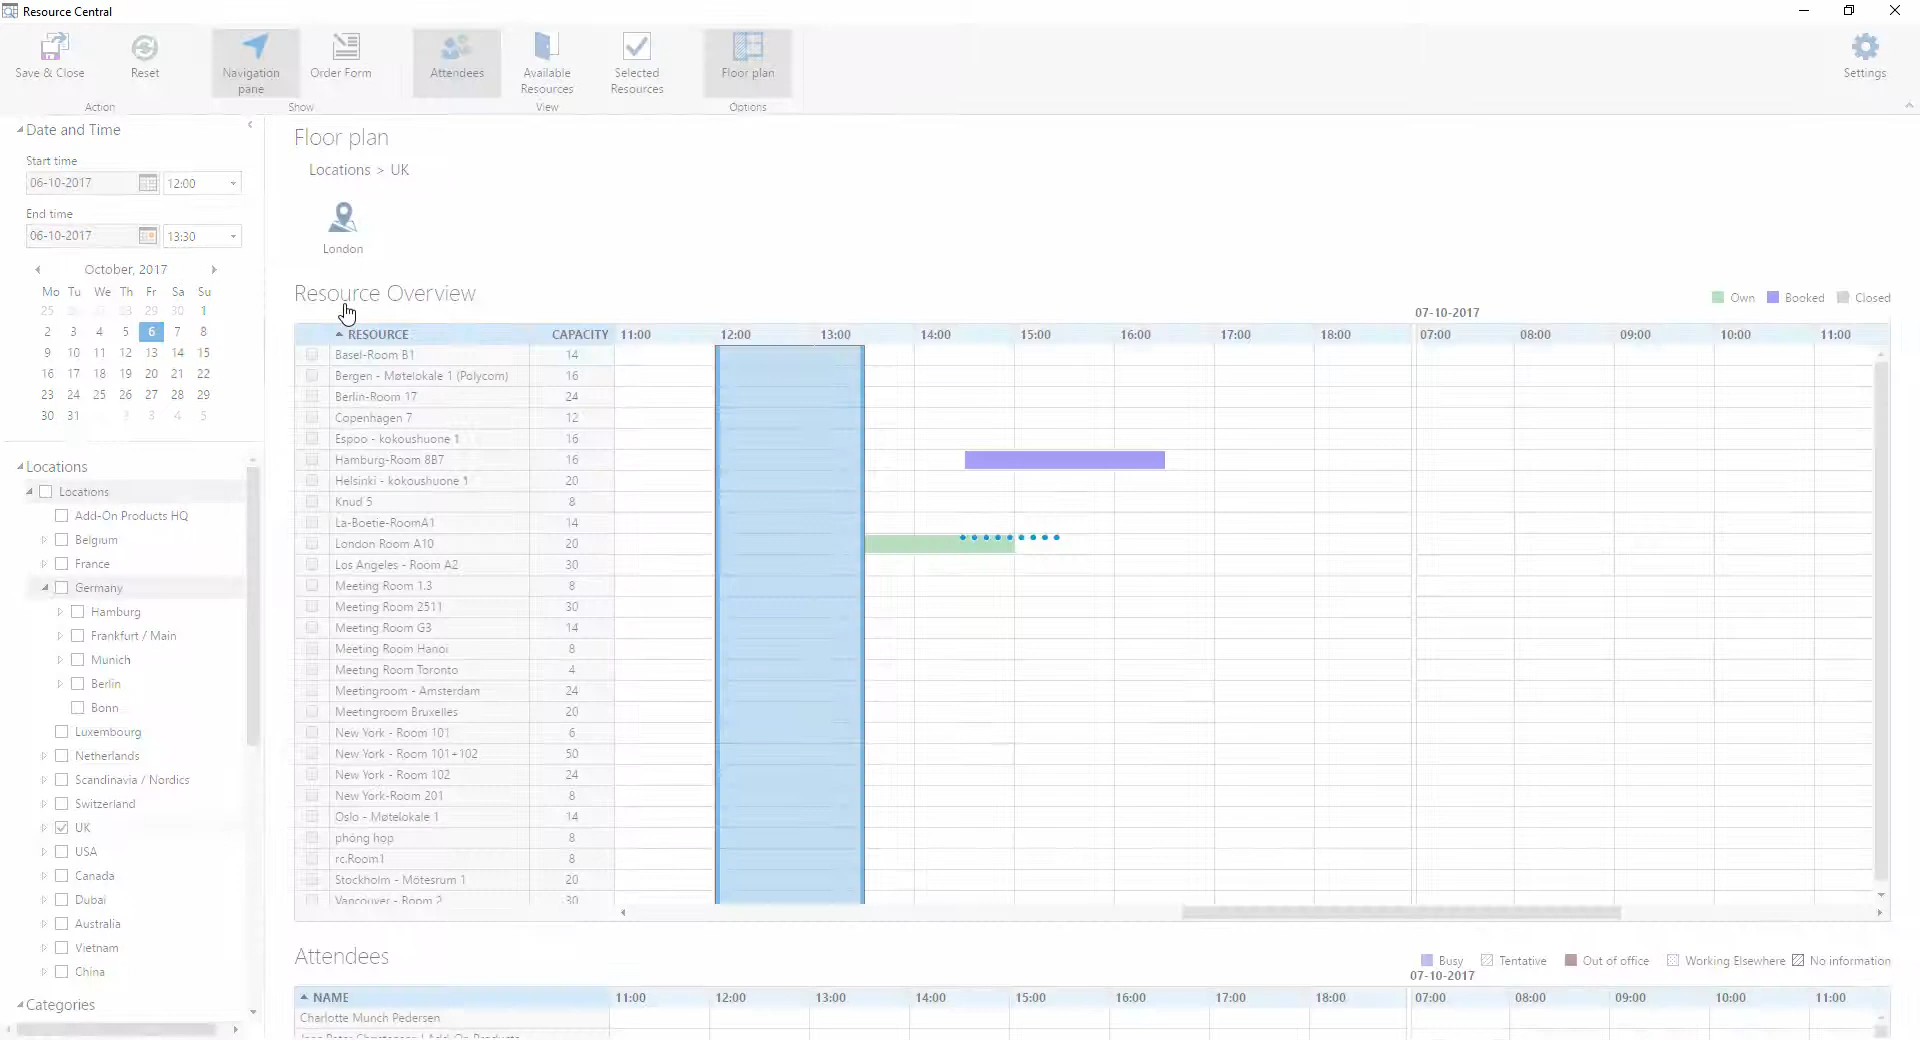 Resource Central
Save & Close
Reset
Navigation pane
Order Form
Attendees
Available Resources
Selected Resources
Floor plan
Settings
Action
Show
View
Options
Date and Time
Start time
06-10-2017
12:00
End time
06-10-2017
13:30
October, 2017
Mo Tu We Th Fr Sa Su
25 28 29 30 1
2 3 4 5 6 7 8
9 10 11 12 13 14 15
16 17 18 19 20 21 22
23 24 25 26 27 28 29
30 31 2 3 4 5
Locations
Locations
Add-On Products HQ
Belgium
France
Germany
Hamburg
Frankfurt / Main
Munich
Berlin
Bonn
Luxembourg
Netherlands
Scandinavia / Nordics
Switzerland
UK
USA
Canada
Dubai
Australia
Vietnam
China
Categories
Floor plan
Locations > UK
London
Resource Overview
Own Booked Closed
07-10-2017
RESOURCE CAPACITY 11:00 12:00 13:00 14:00 15:00 16:00 17:00 18:00 07:00 08:00 09:00 10:00 11:00
Basel-Room B1 14
Bergen - Møtelokale 1 (Polycom) 16
Berlin-Room 17 24
Copenhagen 7 12
Espoo - kokoushuone 1 16
Hamburg-Room 8B7 16
Helsinki - kokoushuone 1 20
Knud 5 8
La-Boetie-RoomA1 14
London Room A10 20
Los Angeles - Room A2 30
Meeting Room 1.3 8
Meeting Room 2511 30
Meeting Room G3 14
Meeting Room Hanoi 8
Meeting Room Toronto 4
Meetingroom - Amsterdam 24
Meetingroom Bruxelles 20
New York - Room 101 6
New York - Room 101+102 50
New York - Room 102 24
New York-Room 201 8
Oslo - Møtelokale 1 14
phòng họp 8
rc.Room1 8
Stockholm - Mötesrum 1 20
Vancouver - Room 2 30
Attendees
Busy Tentative Out of office Working Elsewhere No information
07-10-2017
NAME 11:00 12:00 13:00 14:00 15:00 16:00 17:00 18:00 07:00 08:00 09:00 10:00 11:00
Charlotte Munch Pedersen